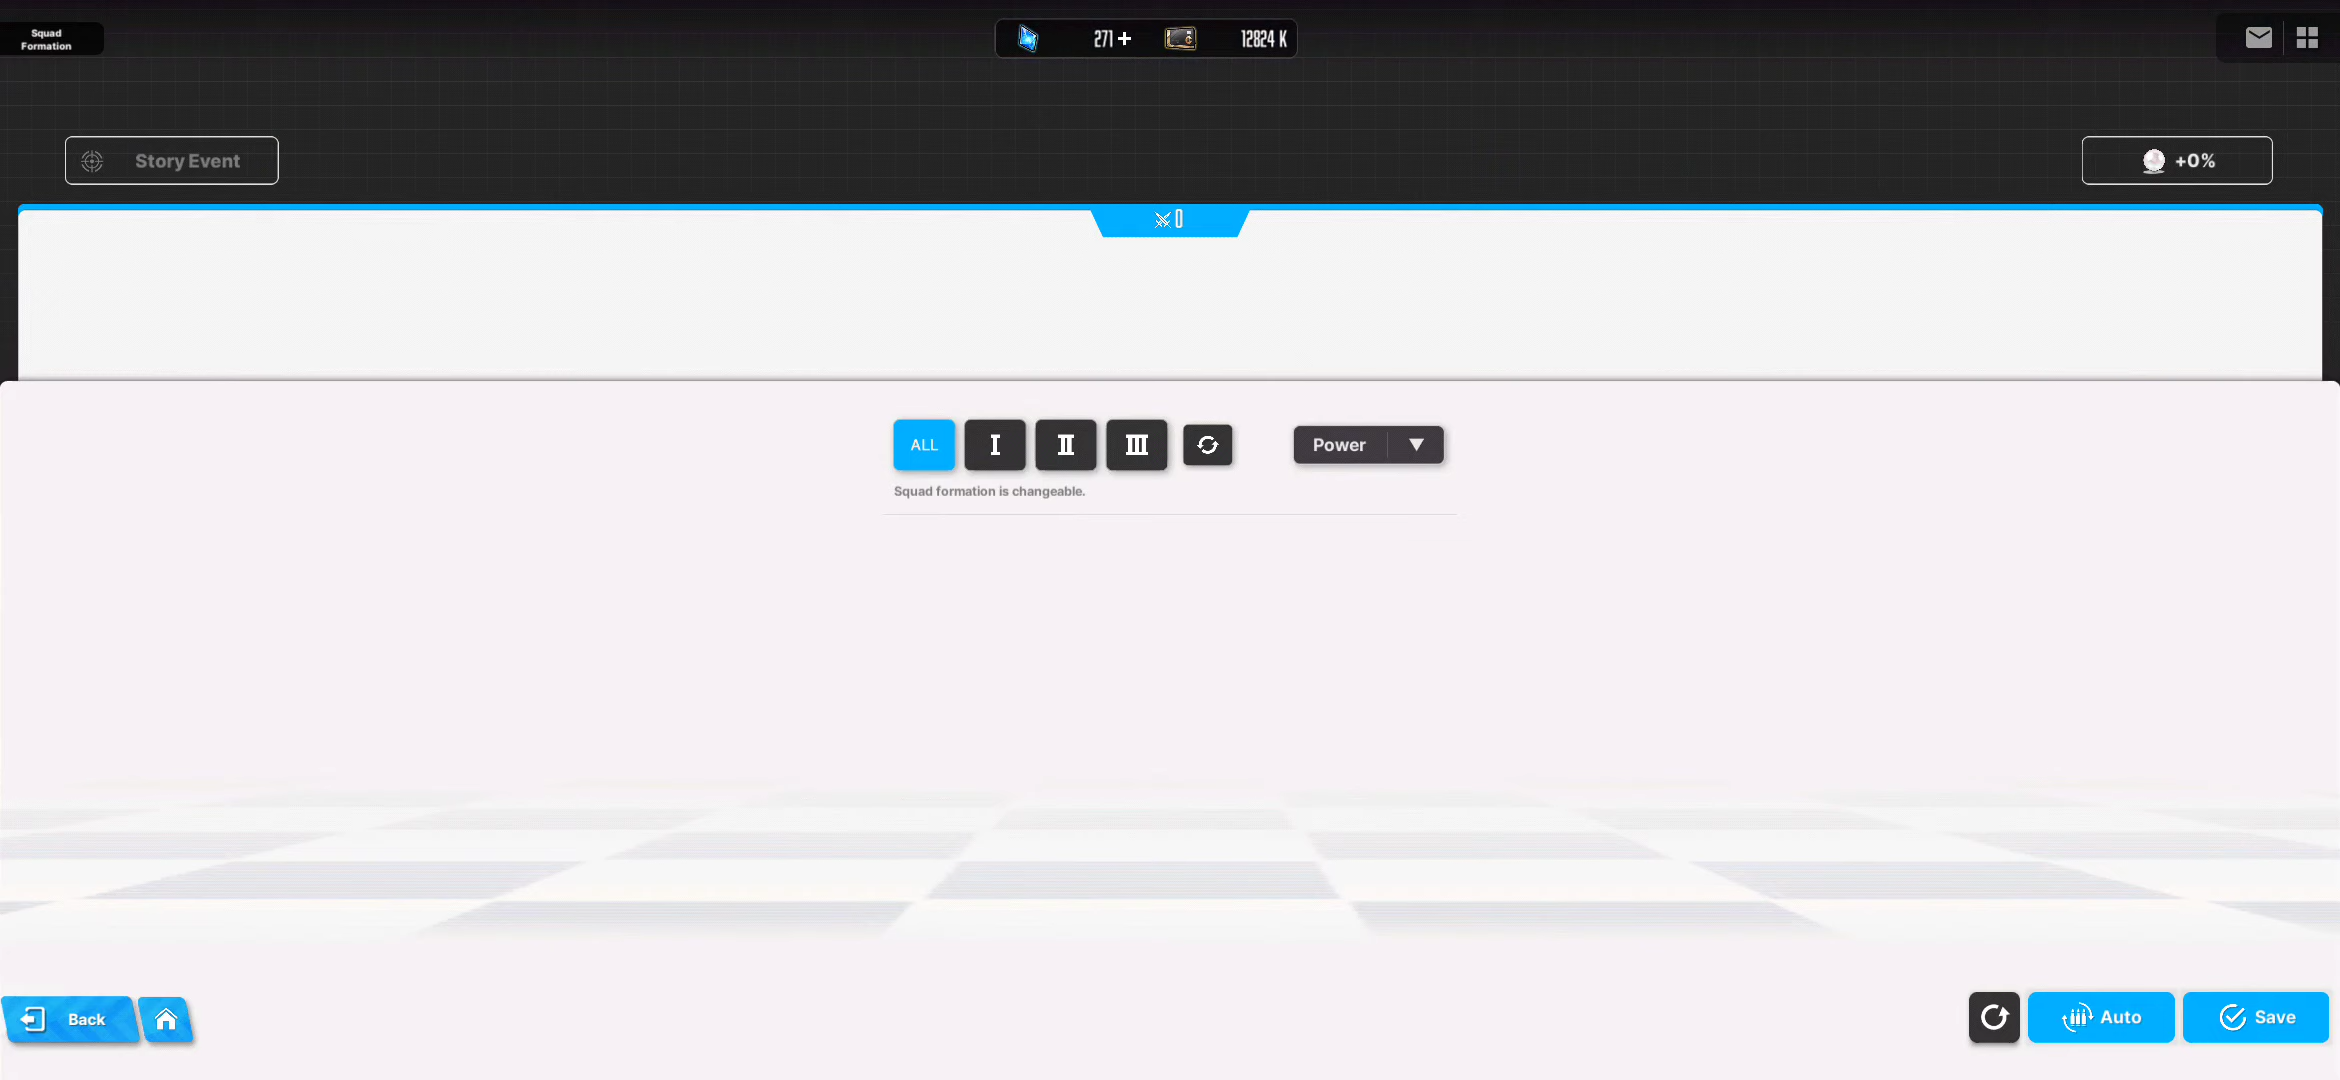 Squad
Formation
271
12824 K
Story Event
+0%
0
ALL
I
II
III
Power
Squad formation is changeable.
Back
Auto
Save